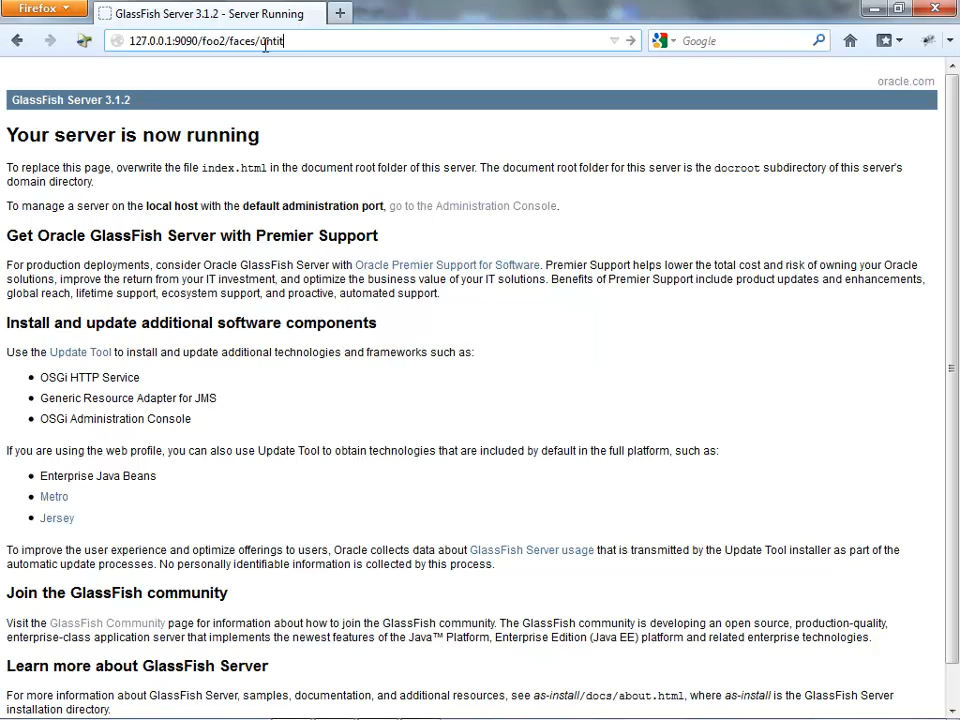 Firefox
GlassFish Server 3.1.2 - Server Running
127.0.0.1:9090/foo2/faces/untit
Google
oracle.com
GlassFish Server 3.1.2
Your server is now running
To replace this page, overwrite the file index.html in the document root folder of this server. The document root folder for this server is the docroot subdirectory of this server's
domain directory.
To manage a server on the local host with the default administration port, go to the Administration Console.
Get Oracle GlassFish Server with Premier Support
For production deployments, consider Oracle GlassFish Server with Oracle Premier Support for Software. Premier Support helps lower the total cost and risk of owning your Oracle
solutions, improve the return from your IT investment, and optimize the business value of your IT solutions. Benefits of Premier Support include product updates and enhancements,
global reach, lifetime support, ecosystem support, and proactive, automated support.
Install and update additional software components
Use the Update Tool to install and update additional technologies and frameworks such as:
• OSGi HTTP Service
• Generic Resource Adapter for JMS
• OSGi Administration Console
If you are using the web profile, you can also use Update Tool to obtain technologies that are included by default in the full platform, such as:
• Enterprise Java Beans
• Metro
• Jersey
To improve the user experience and optimize offerings to users, Oracle collects data about GlassFish Server usage that is transmitted by the Update Tool installer as part of the
automatic update processes. No personally identifiable information is collected by this process.
Join the GlassFish community
Visit the GlassFish Community page for information about how to join the GlassFish community. The GlassFish community is developing an open source, production-quality,
enterprise-class application server that implements the newest features of the Java™ Platform, Enterprise Edition (Java EE) platform and related enterprise technologies.
Learn more about GlassFish Server
For more information about GlassFish Server, samples, documentation, and additional resources, see as-install/docs/about.html, where as-install is the GlassFish Server
installation directory.